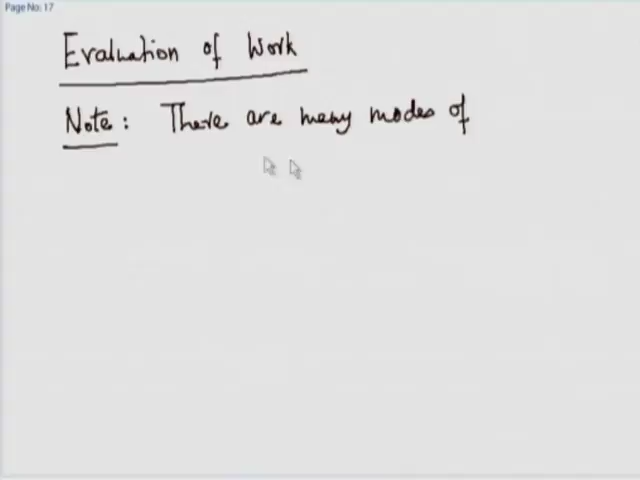 Page No: 17
Evaluation of Work
Note: There are many modes of